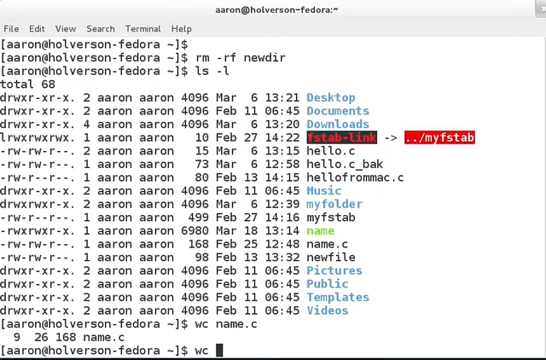 aaron@holverson-fedora:~
File Edit View Search Terminal Help
[aaron@holverson-fedora ~]$
[aaron@holverson-fedora ~]$ rm -rf newdir
[aaron@holverson-fedora ~]$ ls -l
total 68
drwxr-xr-x. 2 aaron aaron 4096 Mar  6 13:21 Desktop
drwxr-xr-x. 2 aaron aaron 4096 Feb 11 06:45 Documents
drwxr-xr-x. 4 aaron aaron 4096 Mar  6 13:20 Downloads
lrwxrwxrwx. 1 aaron aaron   10 Feb 27 14:22 fstab-link -> ../myfstab
-rw-rw-r--. 2 aaron aaron   15 Mar  6 13:15 hello.c
-rw-rw-r--. 1 aaron aaron   73 Mar  6 12:58 hello.c_bak
-rw-rw-r--. 1 aaron aaron   80 Feb 13 14:15 hellofrommac.c
drwxr-xr-x. 2 aaron aaron 4096 Feb 11 06:45 Music
drwxrwxr-x. 2 aaron aaron 4096 Mar  6 12:39 myfolder
-rw-r--r--. 1 aaron aaron  499 Feb 27 14:16 myfstab
-rwxrwxr-x. 1 aaron aaron 6980 Mar 18 13:14 name
-rw-rw-r--. 1 aaron aaron  168 Feb 25 12:48 name.c
-rw-rw-r--. 1 aaron aaron   98 Feb 13 13:32 newfile
drwxr-xr-x. 2 aaron aaron 4096 Feb 11 06:45 Pictures
drwxr-xr-x. 2 aaron aaron 4096 Feb 11 06:45 Public
drwxr-xr-x. 2 aaron aaron 4096 Feb 11 06:45 Templates
drwxr-xr-x. 2 aaron aaron 4096 Feb 11 06:45 Videos
[aaron@holverson-fedora ~]$ wc name.c
  9  26 168 name.c
[aaron@holverson-fedora ~]$ wc